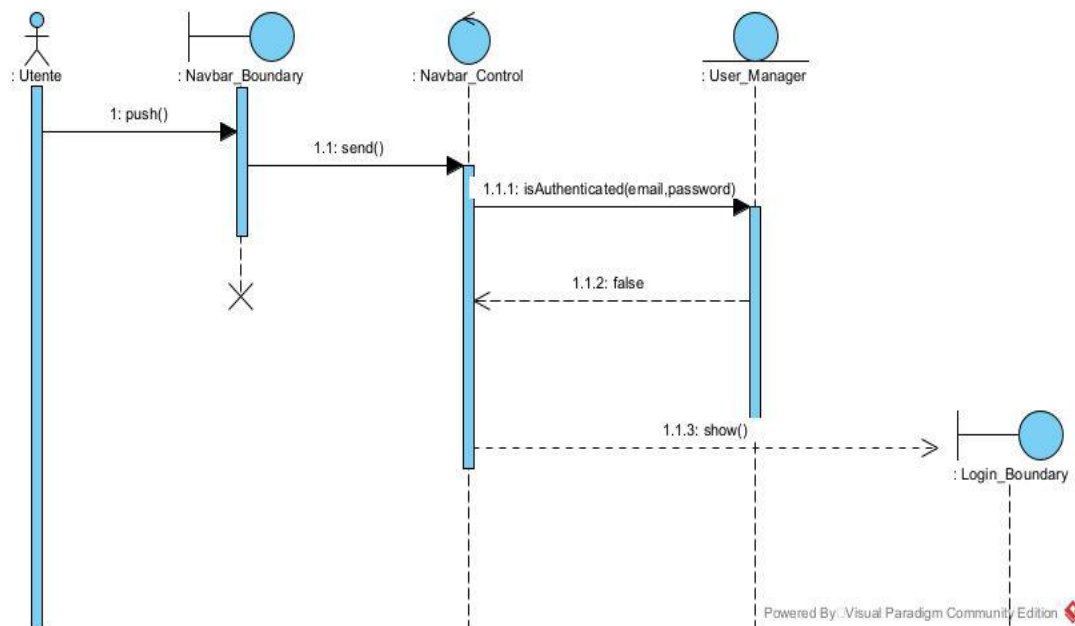 : Utente
: Navbar_Boundary
: Navbar_Control
: User_Manager
1: push()
1.1: send()
1.1.1: isAuthenticated(email,password)
1.1.2: false
1.1.3: show()
: Login_Boundary
Powered By Visual Paradigm Community Edition